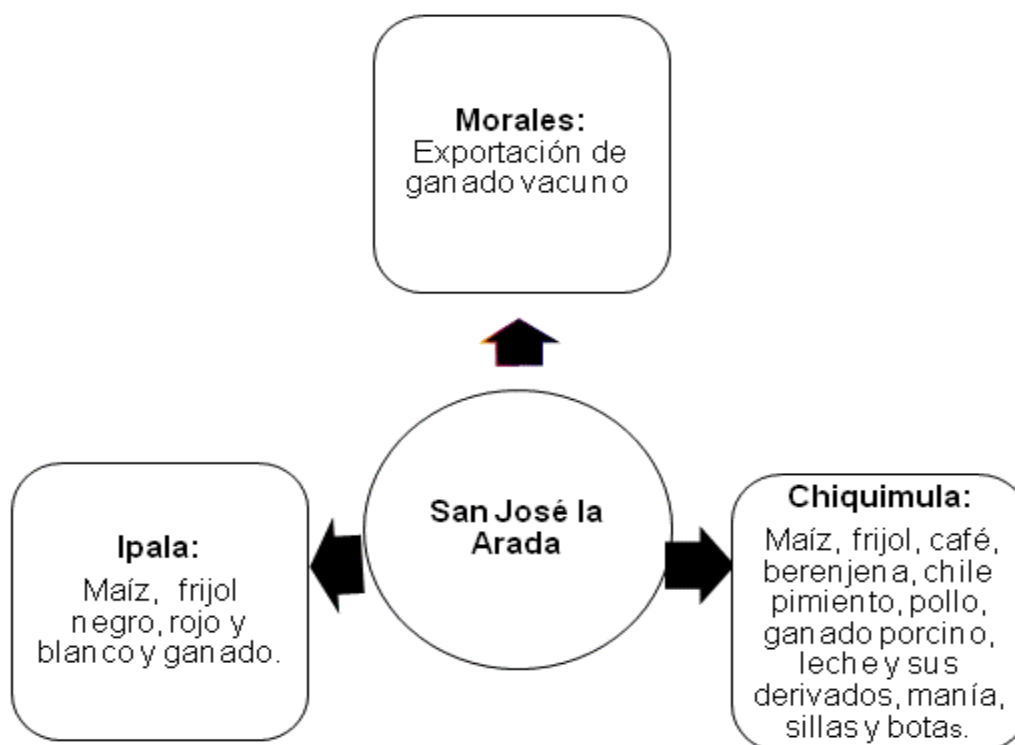 Morales:
Exportación de
ganado vacuno
San José la
Arada
Ipala:
Maíz, frijol
negro, rojo y
blanco y ganado.
Chiquimula:
Maíz, frijol, café,
berenjena, chile
pimiento, pollo,
ganado porcino,
leche y sus
derivados, manía,
sillas y botas.